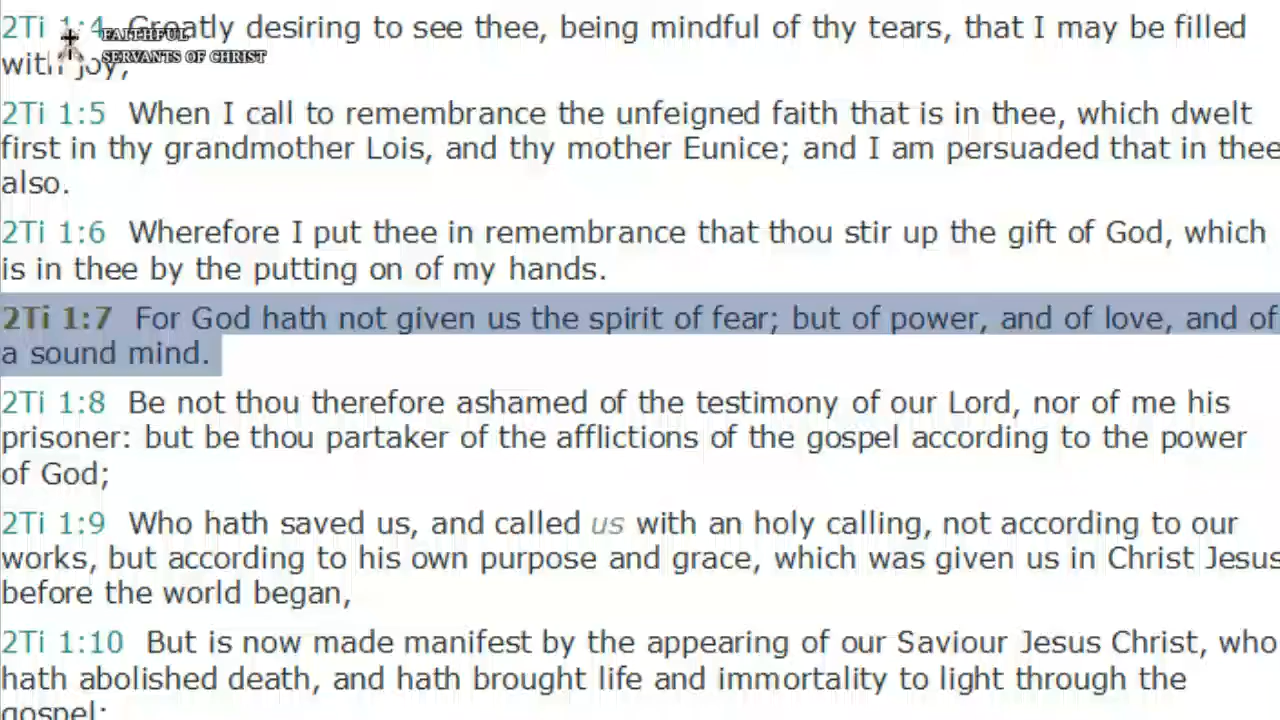 2Ti 1:4 Greatly desiring to see thee, being mindful of thy tears, that I may be filled
with joy;
FAITHFUL
SERVANTS OF CHRIST
2Ti 1:5 When I call to remembrance the unfeigned faith that is in thee, which dwelt
first in thy grandmother Lois, and thy mother Eunice; and I am persuaded that in thee
also.
2Ti 1:6 Wherefore I put thee in remembrance that thou stir up the gift of God, which
is in thee by the putting on of my hands.
2Ti 1:7 For God hath not given us the spirit of fear; but of power, and of love, and of
a sound mind.
2Ti 1:8 Be not thou therefore ashamed of the testimony of our Lord, nor of me his
prisoner: but be thou partaker of the afflictions of the gospel according to the power
of God;
2Ti 1:9 Who hath saved us, and called us with an holy calling, not according to our
works, but according to his own purpose and grace, which was given us in Christ Jesus
before the world began,
2Ti 1:10 But is now made manifest by the appearing of our Saviour Jesus Christ, who
hath abolished death, and hath brought life and immortality to light through the
gospel: